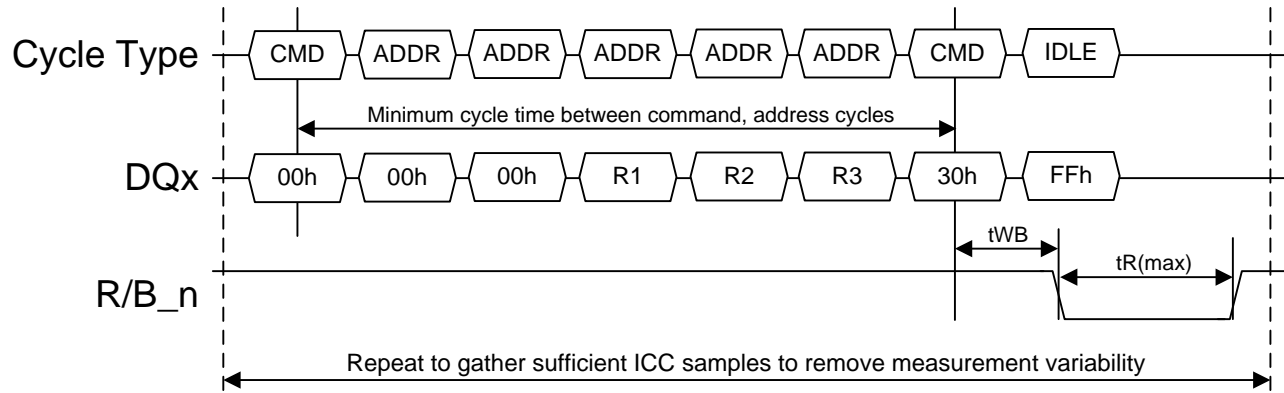 Cycle Type CMD ADDR ADDR ADDR ADDR ADDR CMD IDLE
Minimum cycle time between command, address cycles
DQx 00h 00h 00h R1 R2 R3 30h FFh
tWB
tR(max)
R/B_n
Repeat to gather sufficient ICC samples to remove measurement variability